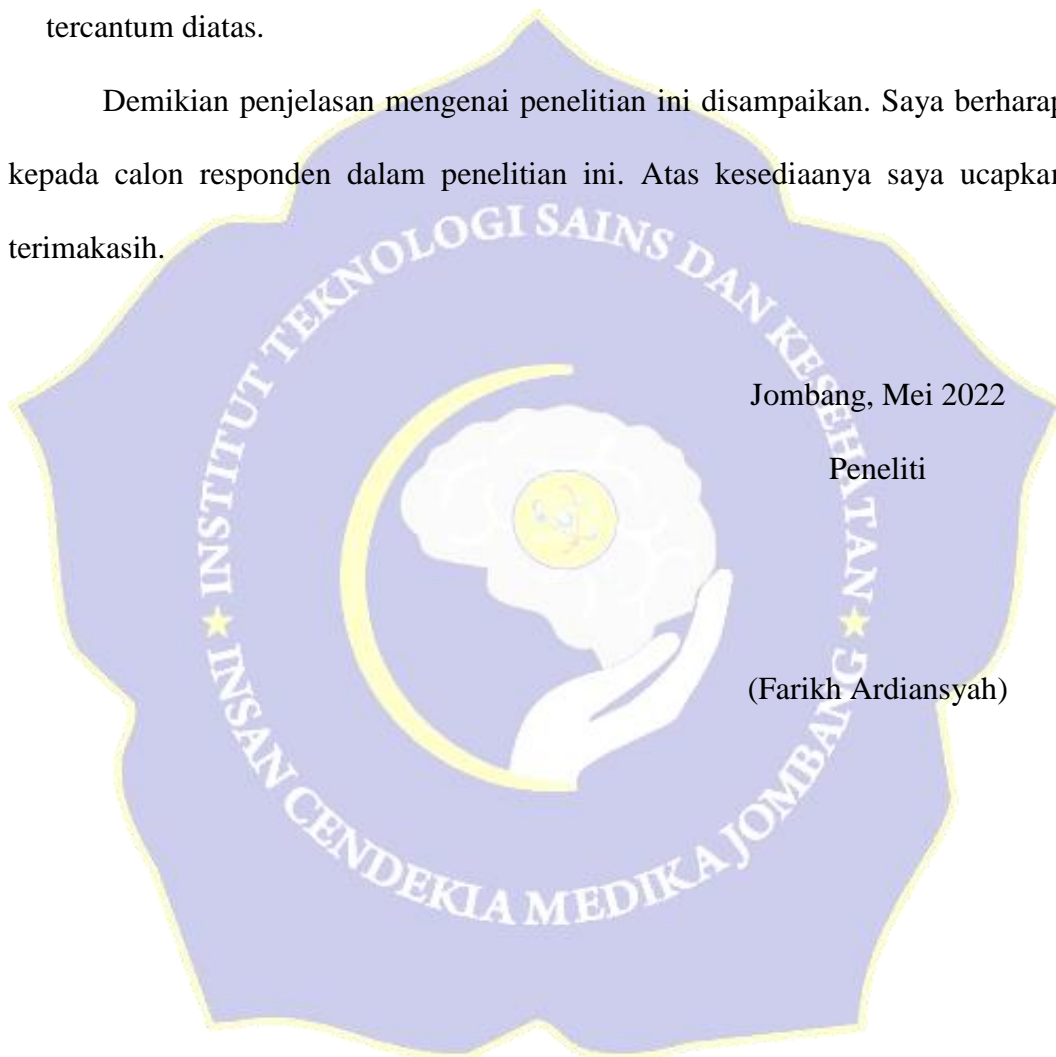 tercantum diatas.
Demikian penjelasan mengenai penelitian ini disampaikan. Saya berharap
kepada calon responden dalam penelitian ini. Atas kesediaanya saya ucapkan
terimakasih.
INSTITUT TEKNOLOGI SAINS DAN KESEHATAN
Jombang, Mei 2022
Peneliti
(Farikh Ardiansyah)
INSAN CENDEKIA MEDIKA JOMBANG